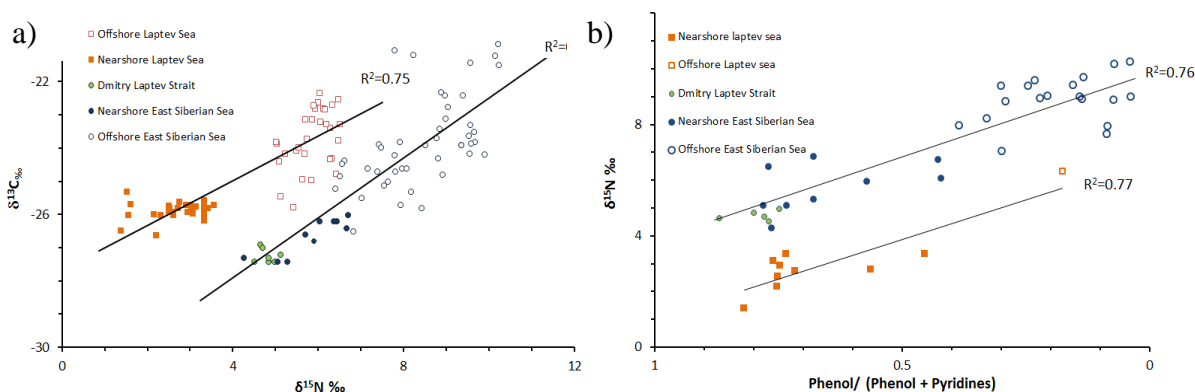 a)
Offshore Laptev Sea
Nearshore Laptev Sea
Dmitry Laptev Strait
Nearshore East Siberian Sea
Offshore East Siberian Sea
R²=0.75
R²=
δ¹³C‰
-22
-26
-30
0
4
8
12
δ¹⁵N ‰
b)
Nearshore laptev sea
Offshore Laptev sea
Dmitry Laptev Strait
Nearshore East Siberian Sea
Offshore East Siberian Sea
R²=0.76
R²=0.77
δ¹⁵N ‰
8
4
0
1
0.5
0
Phenol/ (Phenol + Pyridines)